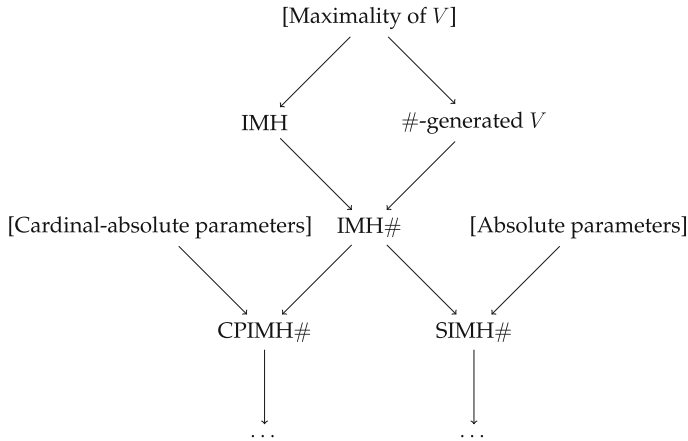 [Maximality of V]
IMH #-generated V
[Cardinal-absolute parameters] IMH# [Absolute parameters]
CPIMH# SIMH#
... ...